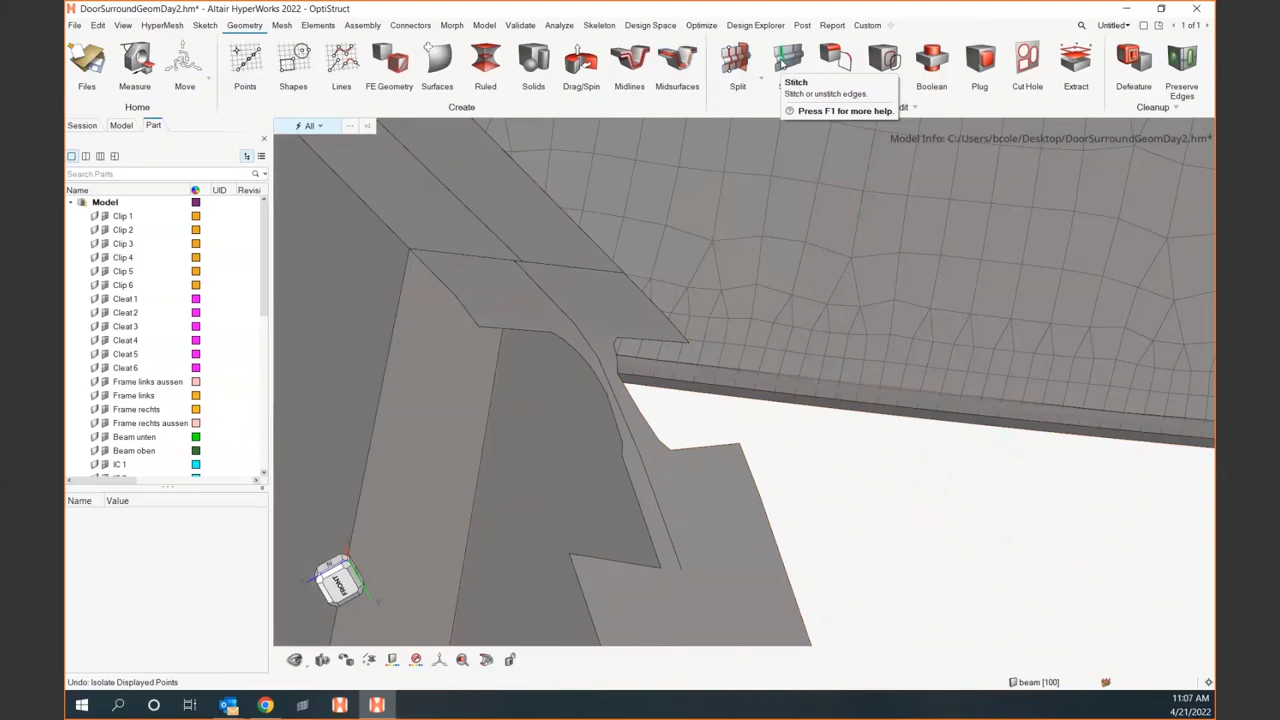 DoorSurroundGeomDay2.hm* - Altair HyperWorks 2022 - OptiStruct
File Edit View HyperMesh Sketch Geometry Mesh Elements Assembly Connectors Morph Model Validate Analyze Skeleton Design Space Optimize Design Explorer Post Report Custom Untitled* 1 of 1
Files Measure Move Points Shapes Lines FE Geometry Surfaces Ruled Solids Drag/Spin Midlines Midsurfaces Split Boolean Plug Cut Hole Extract Defeature Preserve Edges
Home Create Cleanup
Stitch
Stitch or unstitch edges.
Press F1 for more help.
Session Model Part
All
Model Info: C:/Users/bcole/Desktop/DoorSurroundGeomDay2.hm*
Search Parts
Name UID Revisi
Model
Clip 1
Clip 2
Clip 3
Clip 4
Clip 5
Clip 6
Cleat 1
Cleat 2
Cleat 3
Cleat 4
Cleat 5
Cleat 6
Frame links aussen
Frame links
Frame rechts
Frame rechts aussen
Beam unten
Beam oben
IC 1
Name Value
FRONT
Undo: Isolate Displayed Points
beam [100]
11:07 AM
4/21/2022